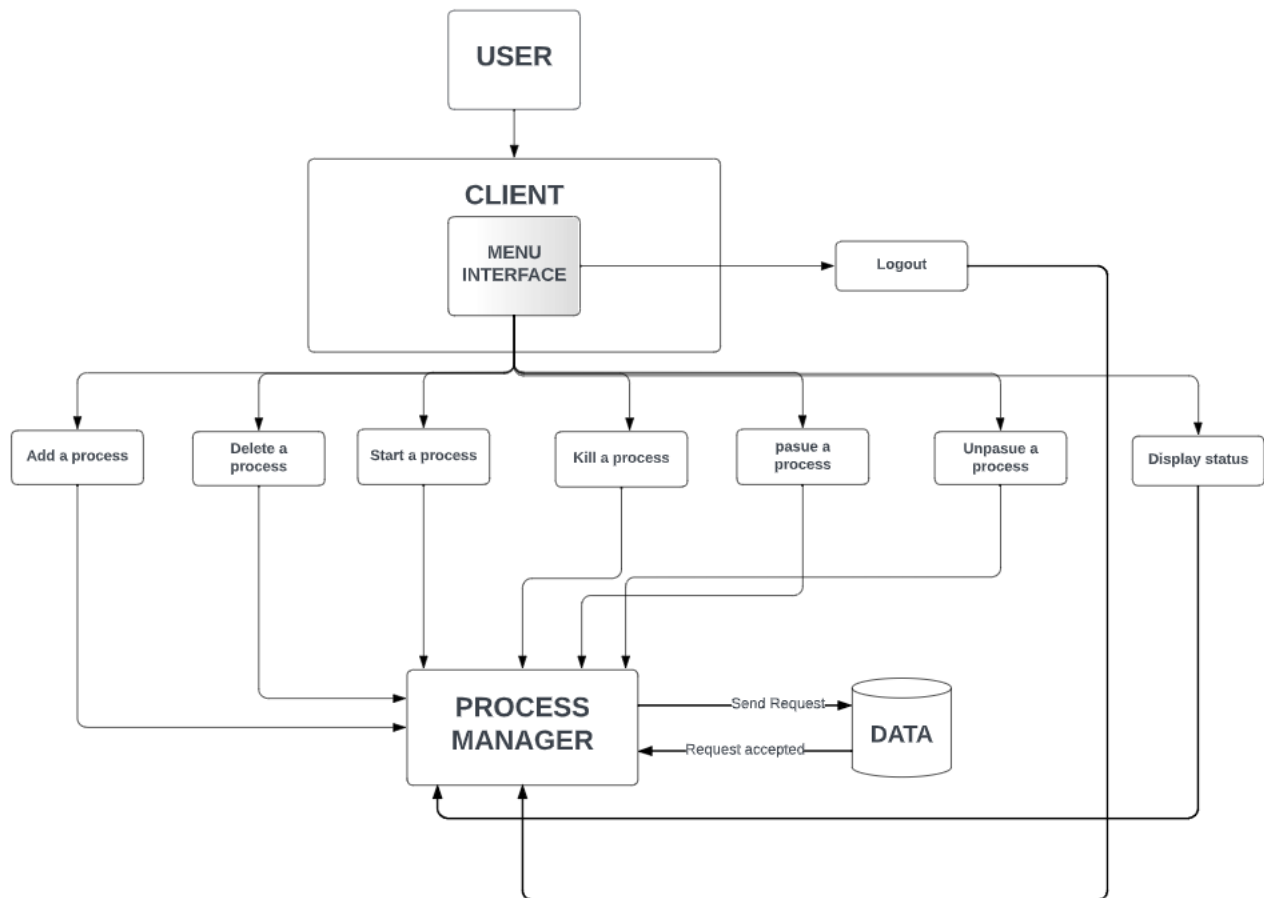 USER
CLIENT
MENU
INTERFACE
Logout
Add a process
Delete a
process
Start a process
Kill a process
pasue a
process
Unpasue a
process
Display status
PROCESS
MANAGER
Send Request
Request accepted
DATA